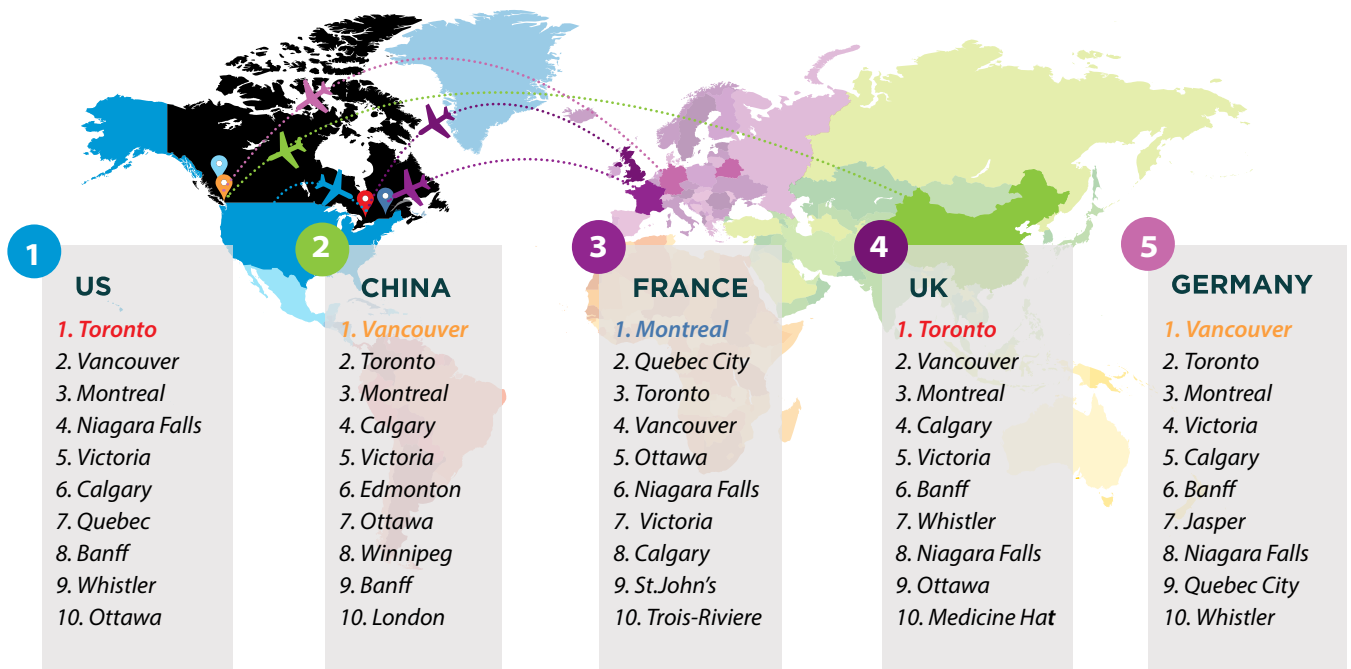 1
US
1. Toronto
2. Vancouver
3. Montreal
4. Niagara Falls
5. Victoria
6. Calgary
7. Quebec
8. Banff
9. Whistler
10. Ottawa
2
CHINA
1. Vancouver
2. Toronto
3. Montreal
4. Calgary
5. Victoria
6. Edmonton
7. Ottawa
8. Winnipeg
9. Banff
10. London
3
FRANCE
1. Montreal
2. Quebec City
3. Toronto
4. Vancouver
5. Ottawa
6. Niagara Falls
7. Victoria
8. Calgary
9. St.John's
10. Trois-Riviere
4
UK
1. Toronto
2. Vancouver
3. Montreal
4. Calgary
5. Victoria
6. Banff
7. Whistler
8. Niagara Falls
9. Ottawa
10. Medicine Hat
5
GERMANY
1. Vancouver
2. Toronto
3. Montreal
4. Victoria
5. Calgary
6. Banff
7. Jasper
8. Niagara Falls
9. Quebec City
10. Whistler